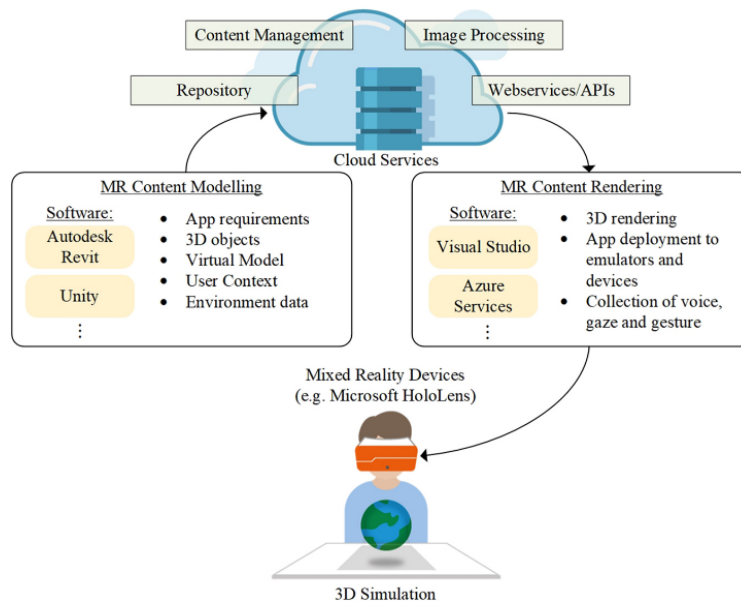 Content Management
Image Processing
Repository
Webservices/APIs
Cloud Services
MR Content Modelling
Software:
Autodesk
Revit
Unity
⋮
• App requirements
• 3D objects
• Virtual Model
• User Context
• Environment data
MR Content Rendering
Software:
Visual Studio
Azure
Services
⋮
• 3D rendering
• App deployment to
emulators and
devices
• Collection of voice,
gaze and gesture
Mixed Reality Devices
(e.g. Microsoft HoloLens)
3D Simulation